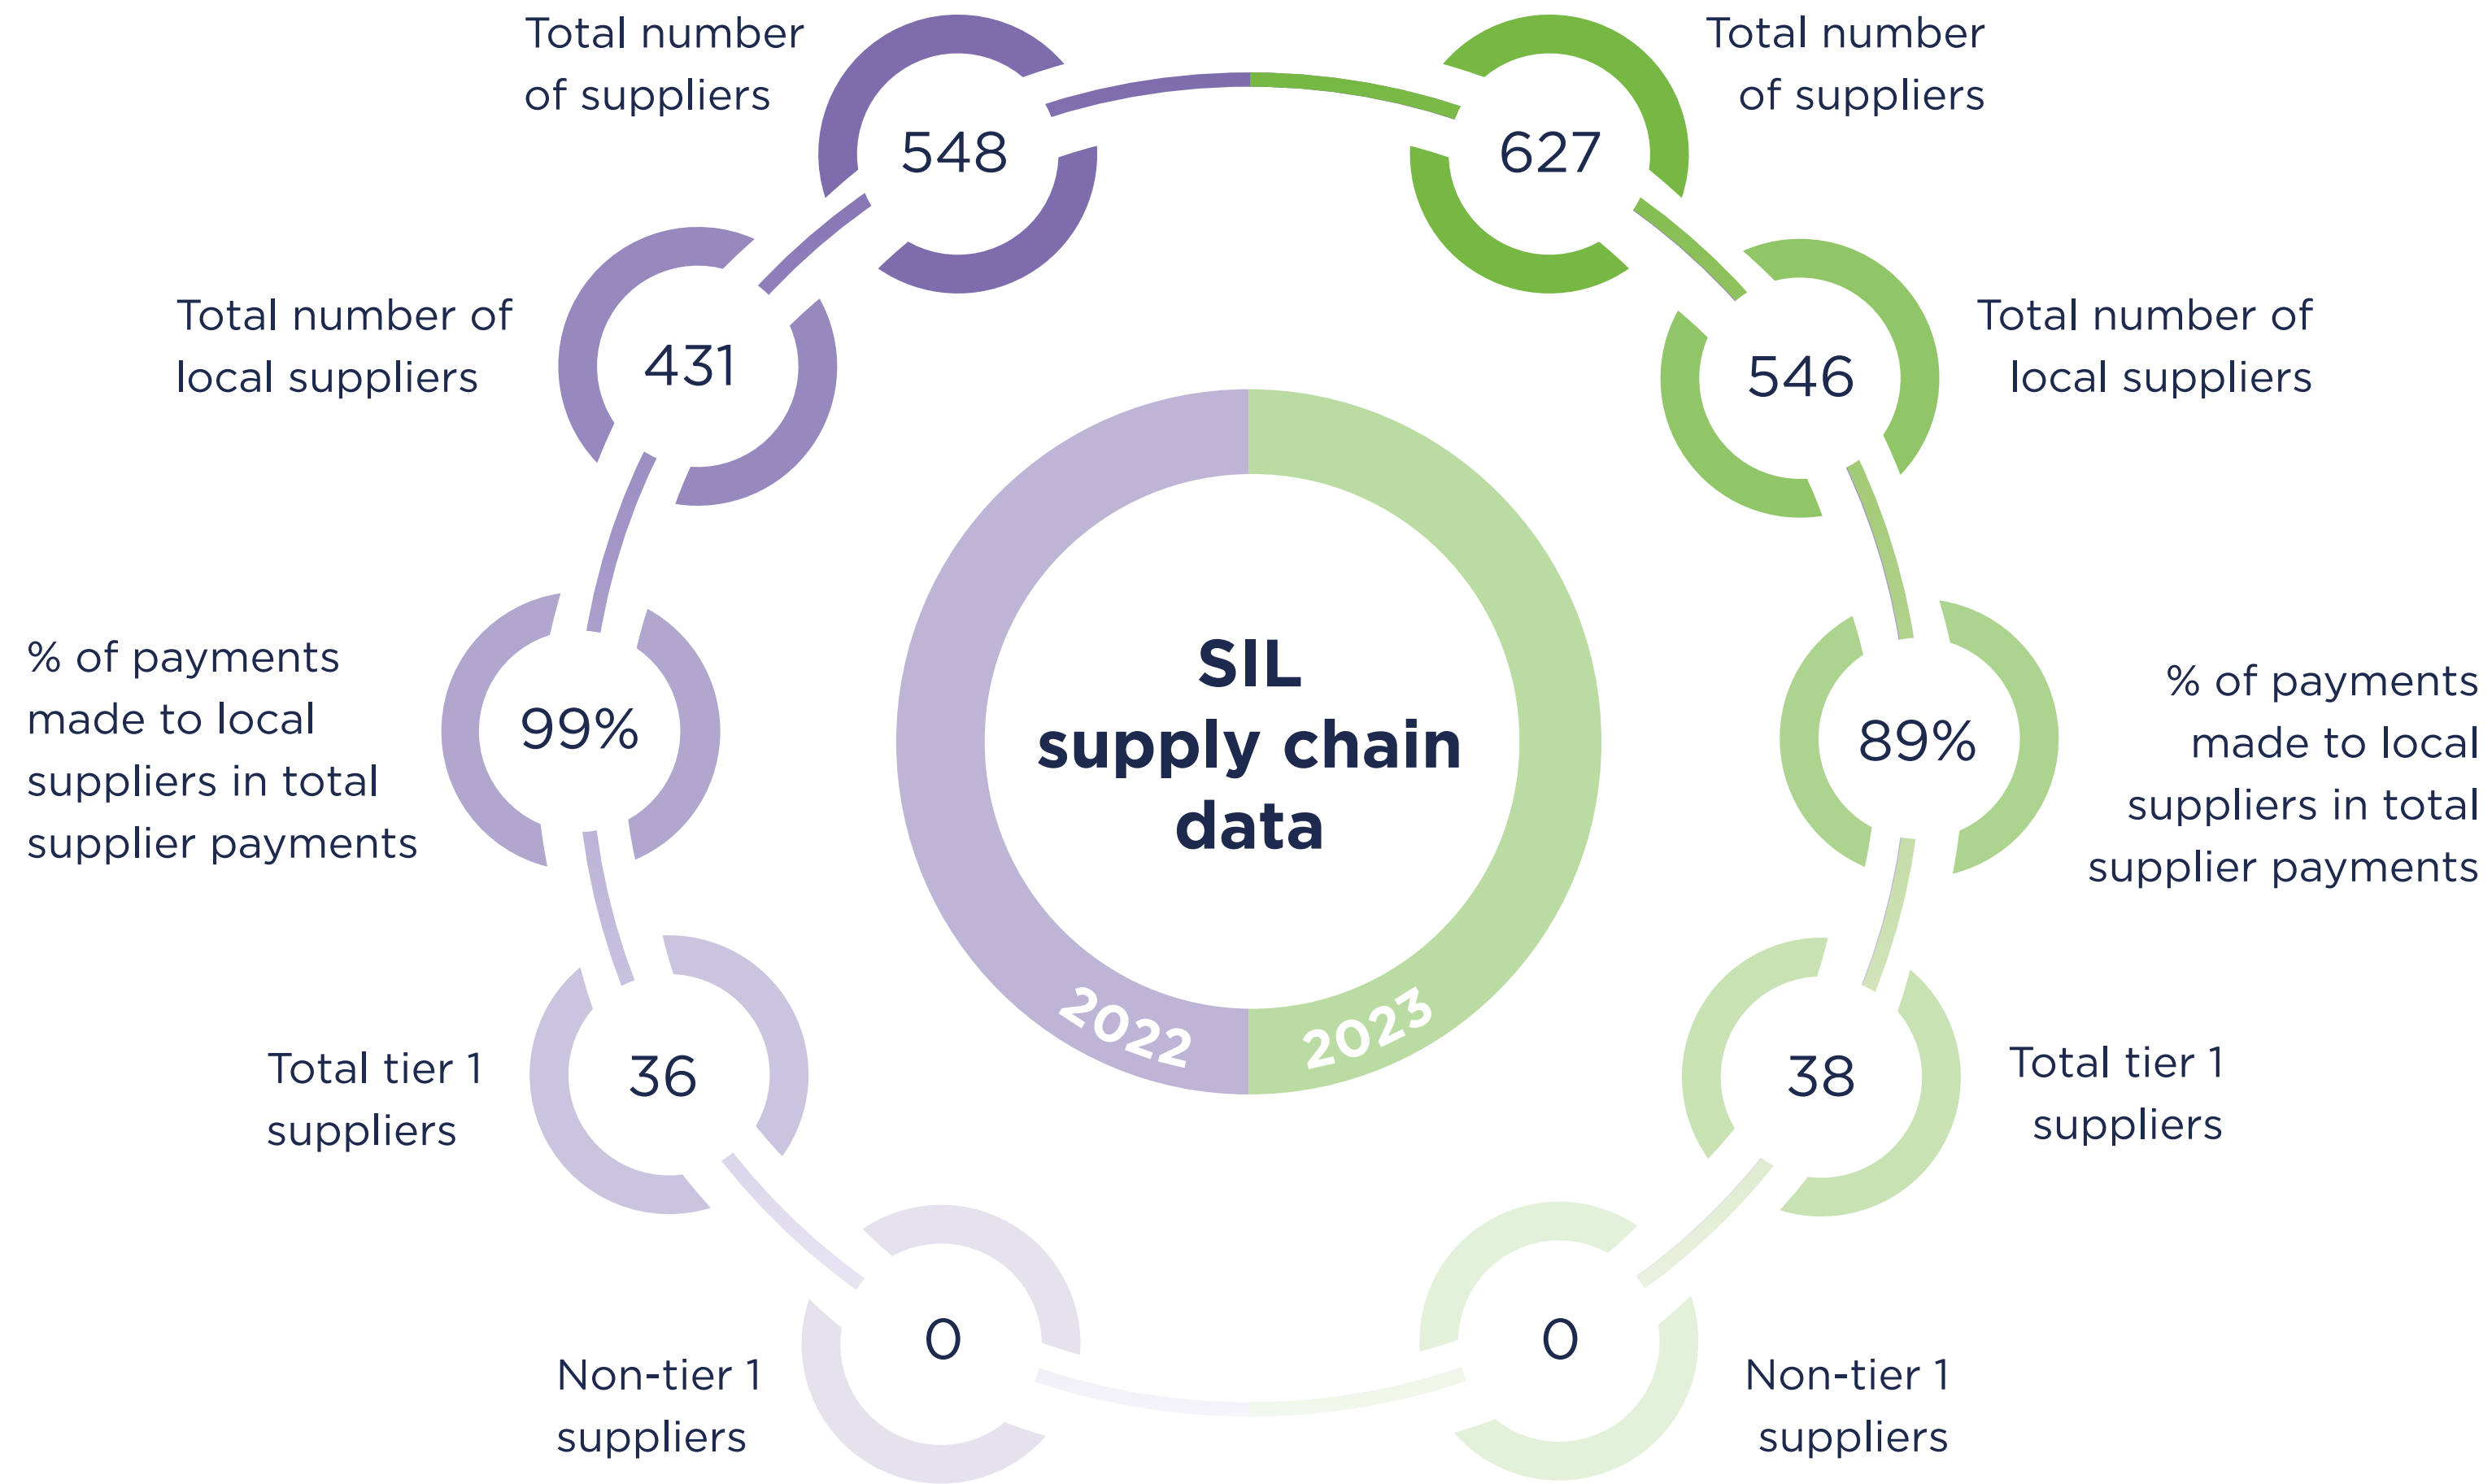 Total number
of suppliers
548
Total number of
local suppliers
431
% of payments
made to local
suppliers in total
supplier payments
99%
Total tier 1
suppliers
36
Non-tier 1
suppliers
0
SIL
supply chain
data
2022
2023
Total number
of suppliers
627
Total number of
local suppliers
546
% of payments
made to local
suppliers in total
supplier payments
89%
Total tier 1
suppliers
38
Non-tier 1
suppliers
0